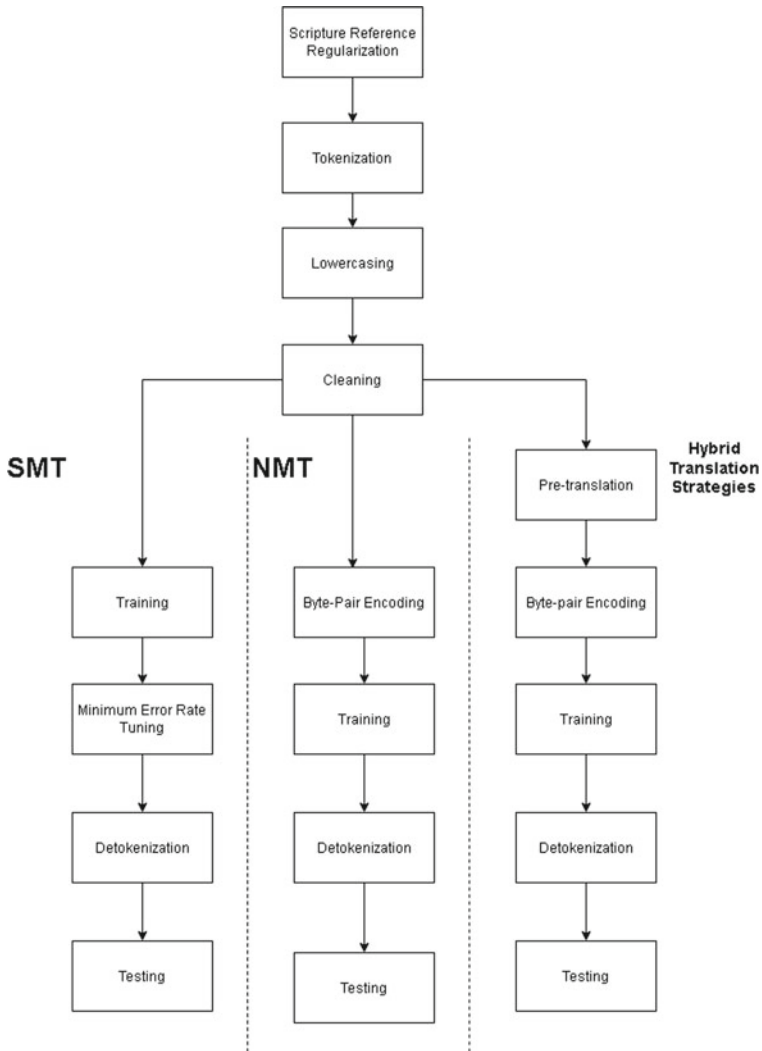 Scripture Reference
Regularization
Tokenization
Lowercasing
Cleaning
SMT
NMT
Hybrid
Translation
Strategies
Pre-translation
Training
Byte-Pair Encoding
Byte-pair Encoding
Minimum Error Rate
Tuning
Training
Training
Detokenization
Detokenization
Detokenization
Testing
Testing
Testing